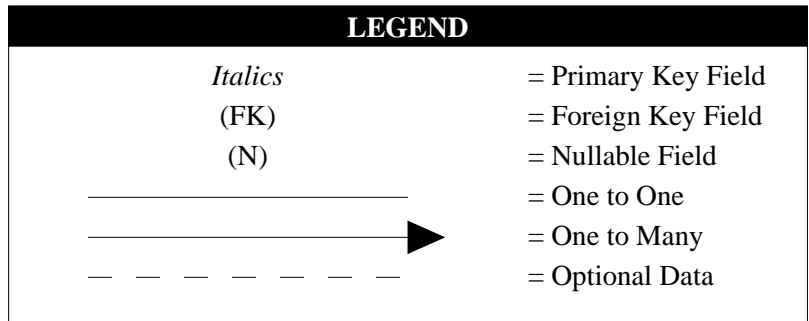 LEGEND
Italics = Primary Key Field
(FK) = Foreign Key Field
(N) = Nullable Field
= One to One
= One to Many
= Optional Data